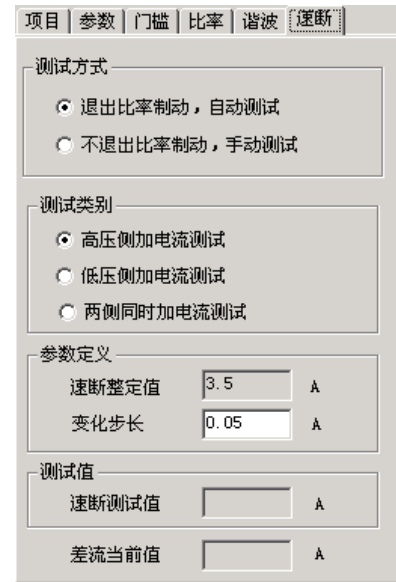 项目 参数 门槛 比率 谐波 速断
测试方式
退出比率制动，自动测试
不退出比率制动，手动测试
测试类别
高压侧加电流测试
低压侧加电流测试
两侧同时加电流测试
参数定义
速断整定值 3.5 A
变化步长 0.05 A
测试值
速断测试值 A
差流当前值 A